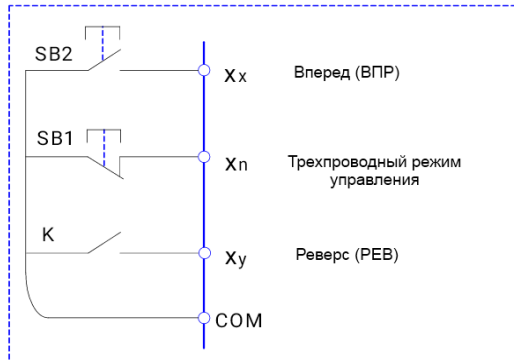 SB2
Xx Вперед (ВПР)
SB1
Xn Трехпроводный режим
управления
K
Xy Реверс (РЕВ)
COM